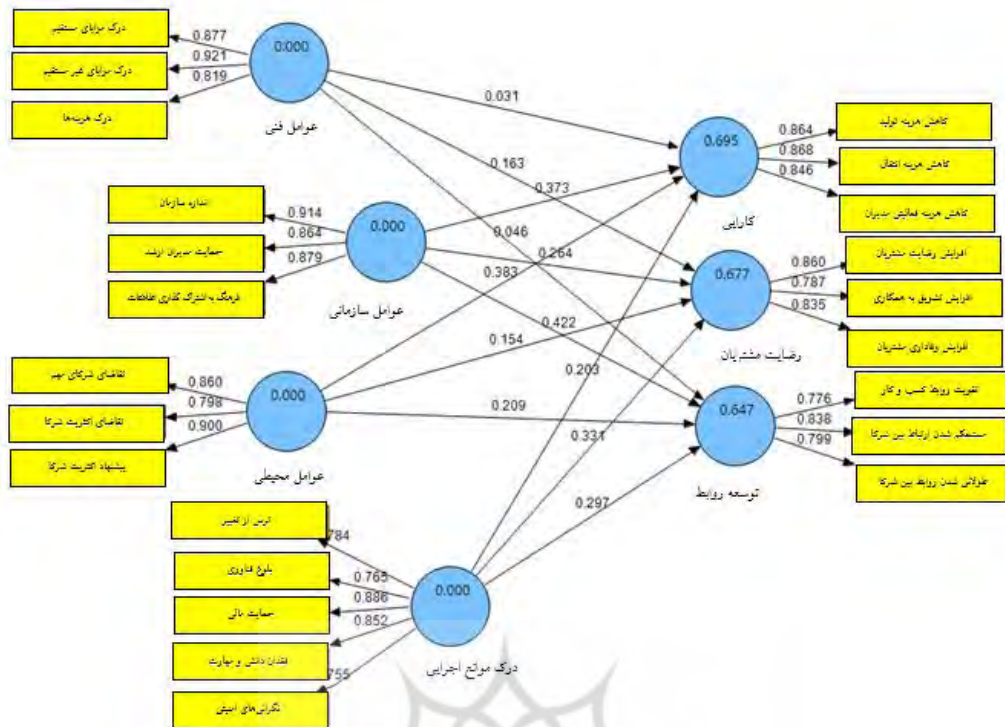 درک مزایای مستقیم
0.877
درک مزایای غیر مستقیم
0.921
درک هزینه‌ها
0.819
0.000
عوامل فنی
0.031
0.163
0.046
اندازه سازمان
0.914
حمایت مدیران ارشد
0.864
فرهنگ به اشتراک گذاری اطلاعات
0.879
0.000
عوامل سازمانی
0.373
0.264
0.422
تقاضای شرکای مهم
0.860
تقاضای اکثریت شرکا
0.798
پیشنهاد اکثریت شرکا
0.900
0.000
عوامل محیطی
0.383
0.154
0.209
ترس از تغییر
784
بلوغ فناوری
0.765
حمایت مالی
0.886
فقدان دانش و مهارت
0.852
نگرانی‌های امنیتی
755
0.000
درک موانع اجرایی
0.203
0.331
0.297
0.695
کارایی
0.864
کاهش هزینه تولید
0.868
کاهش هزینه انتقال
0.846
کاهش هزینه فعالیتی مدیران
0.677
رضایت مشتریان
0.860
افزایش رضایت مشتریان
0.787
افزایش تشویق به همکاری
0.835
افزایش وفاداری مشتریان
0.647
توسعه روابط
0.776
تقویت روابط کسب و کار
0.838
مستحکم شدن ارتباط بین شرکا
0.799
طولانی شدن روابط بین شرکا